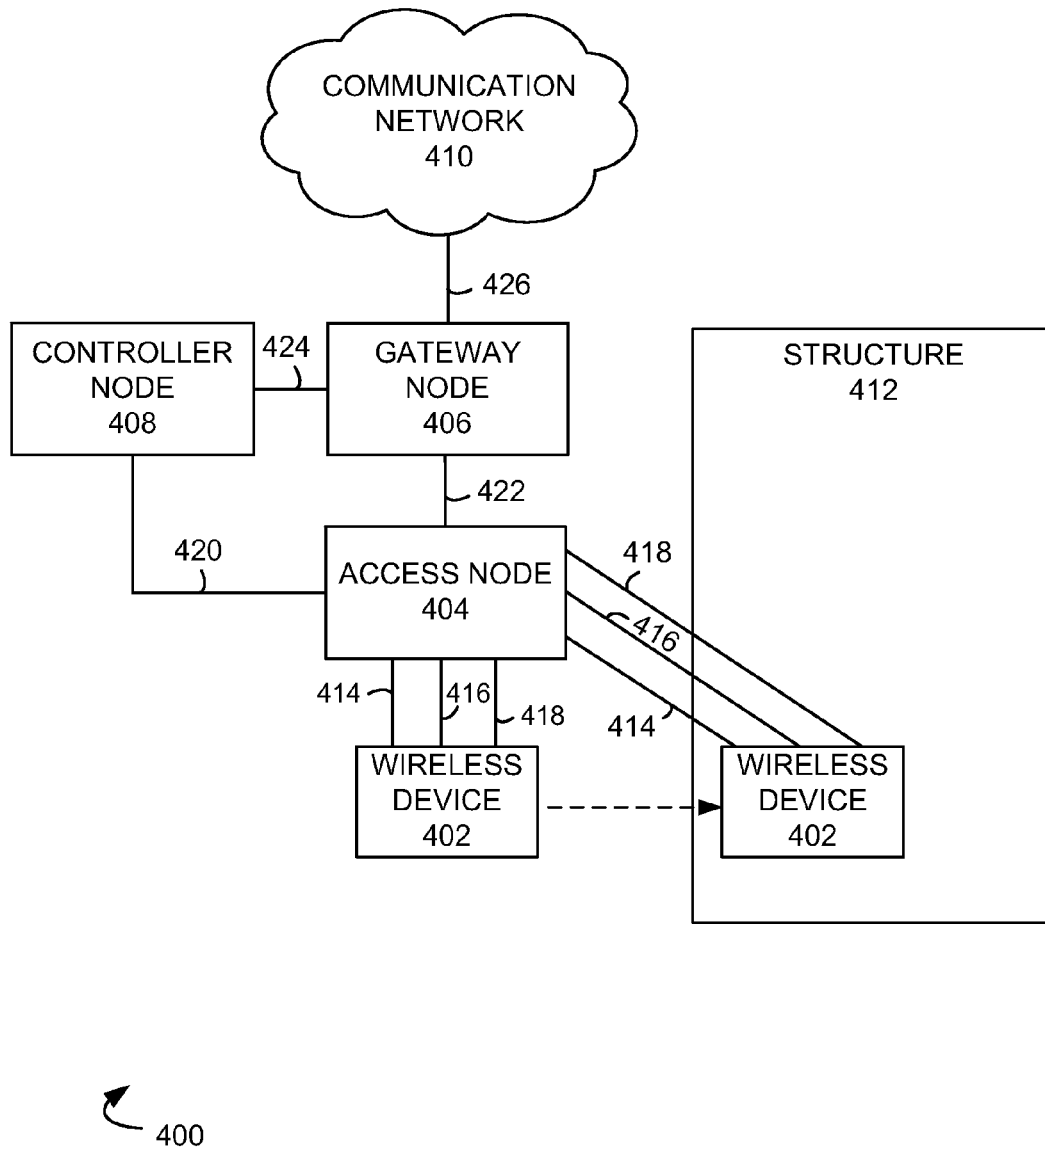 COMMUNICATION
NETWORK
410
426
CONTROLLER
NODE
408
424
GATEWAY
NODE
406
STRUCTURE
412
422
420
ACCESS NODE
404
418
416
414
414
416
418
WIRELESS
DEVICE
402
WIRELESS
DEVICE
402
400